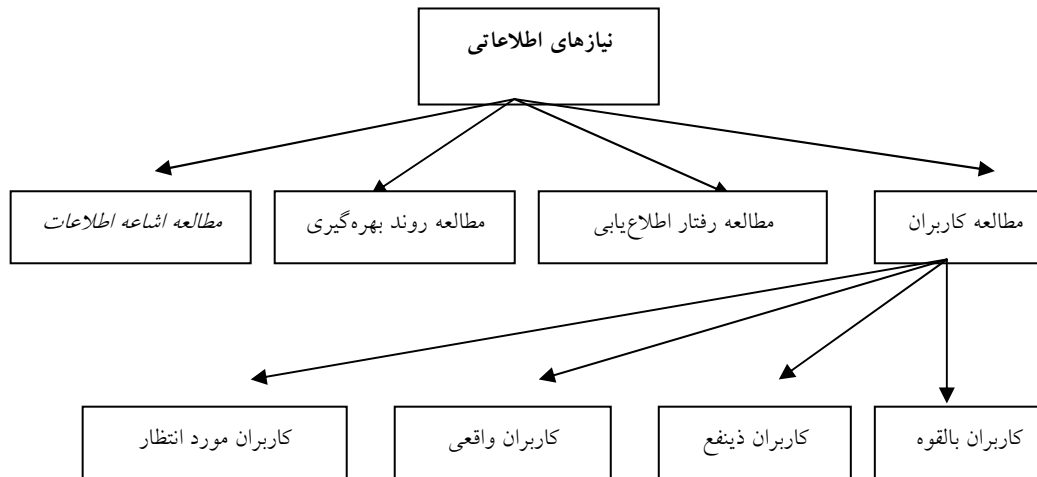 نیازهای اطلاعاتی
مطالعه کاربران
مطالعه رفتار اطلاع‌یابی
مطالعه روند بهره‌گیری
مطالعه اشاعه اطلاعات
کاربران بالقوه
کاربران ذینفع
کاربران واقعی
کاربران مورد انتظار